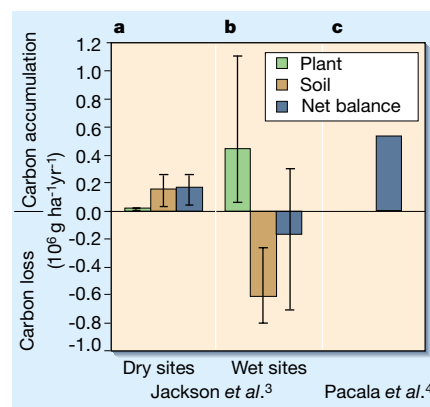 a b c
Carbon accumulation
Carbon loss
(10⁶ g ha⁻¹yr⁻¹)
1.2
1.0
0.8
0.6
0.4
0.2
0.0
-0.2
-0.4
-0.6
-0.8
-1.0
Plant
Soil
Net balance
Dry sites Wet sites
Jackson et al.³ Pacala et al.⁴